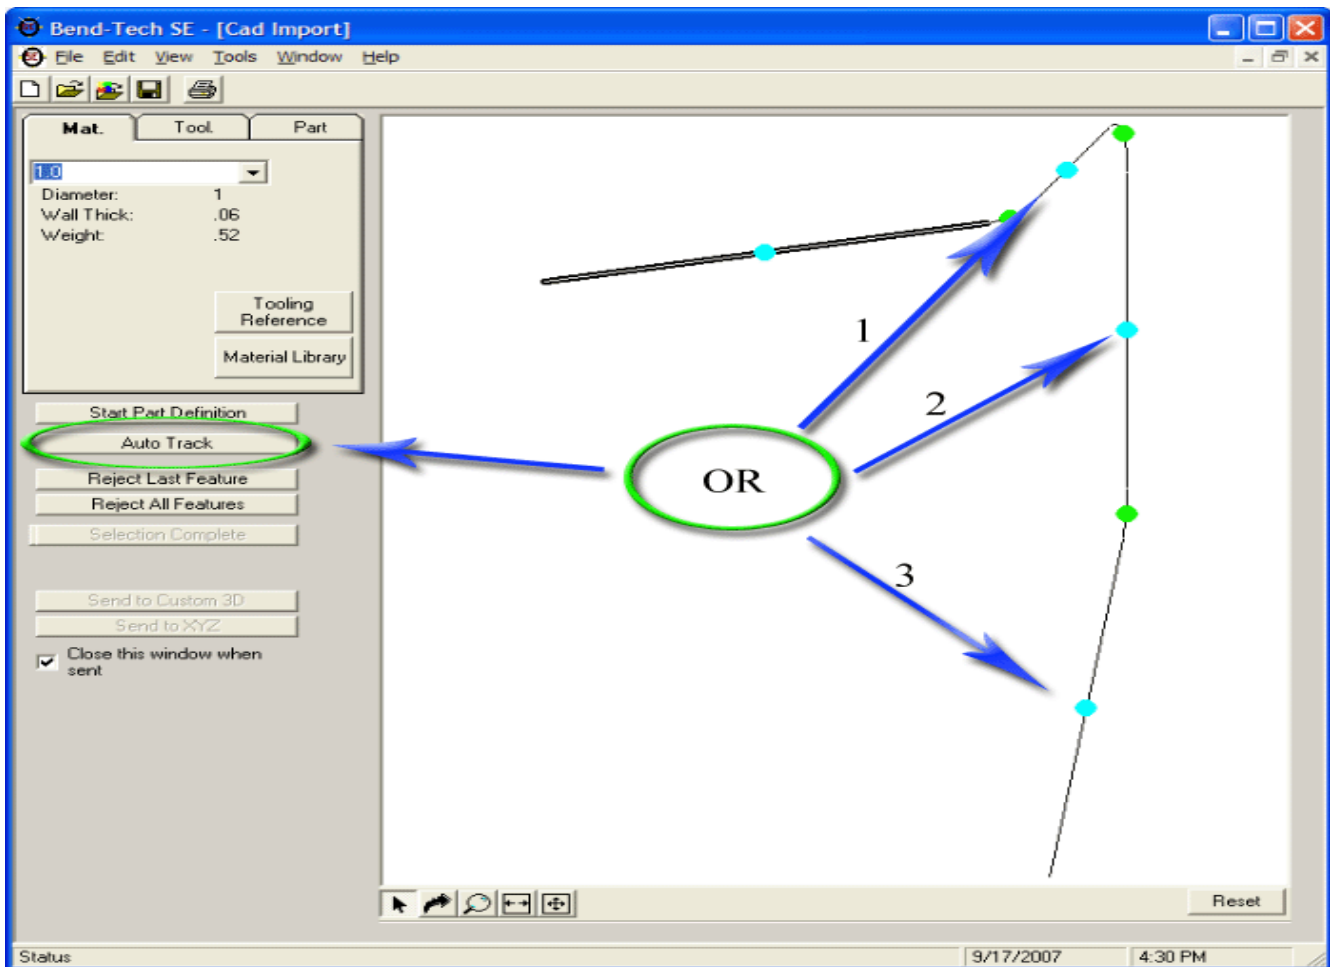 Bend-Tech SE - [Cad Import]
File Edit View Tools Window Help
Mat. Tool. Part
1.0
Diameter: 1
Wall Thick: .06
Weight: .52
Tooling
Reference
Material Library
Start Part Definition
Auto Track
Reject Last Feature
Reject All Features
Selection Complete
Send to Custom 3D
Send to XYZ
Close this window when
sent
1
2
OR
3
Reset
Status 9/17/2007 4:30 PM